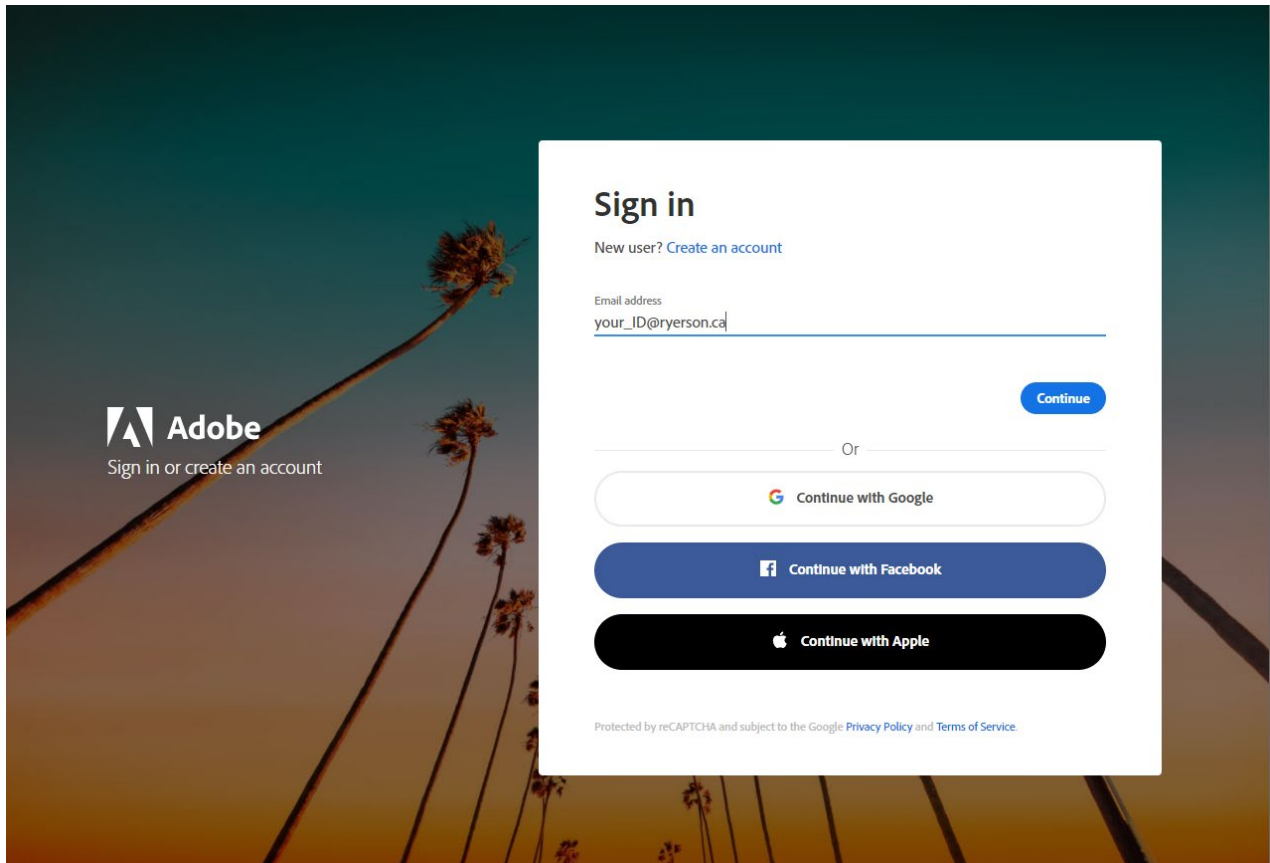 Adobe
Sign in or create an account
Sign in
New user? Create an account
Email address
your_ID@ryerson.ca
Continue
Or
Continue with Google
Continue with Facebook
Continue with Apple
Protected by reCAPTCHA and subject to the Google Privacy Policy and Terms of Service.